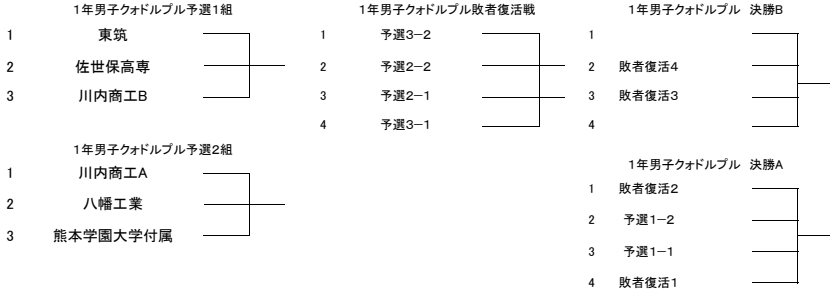 1年男子クォドルプル予選1組
1 東筑
2 佐世保高専
3 川内商工B
1年男子クォドルプル予選2組
1 川内商工A
2 八幡工業
3 熊本学園大学付属
1年男子クォドルプル敗者復活戦
1 予選3－2
2 予選2－2
3 予選2－1
4 予選3－1
1年男子クォドルプル 決勝B
1
2 敗者復活4
3 敗者復活3
4
1年男子クォドルプル 決勝A
1 敗者復活2
2 予選1－2
3 予選1－1
4 敗者復活1